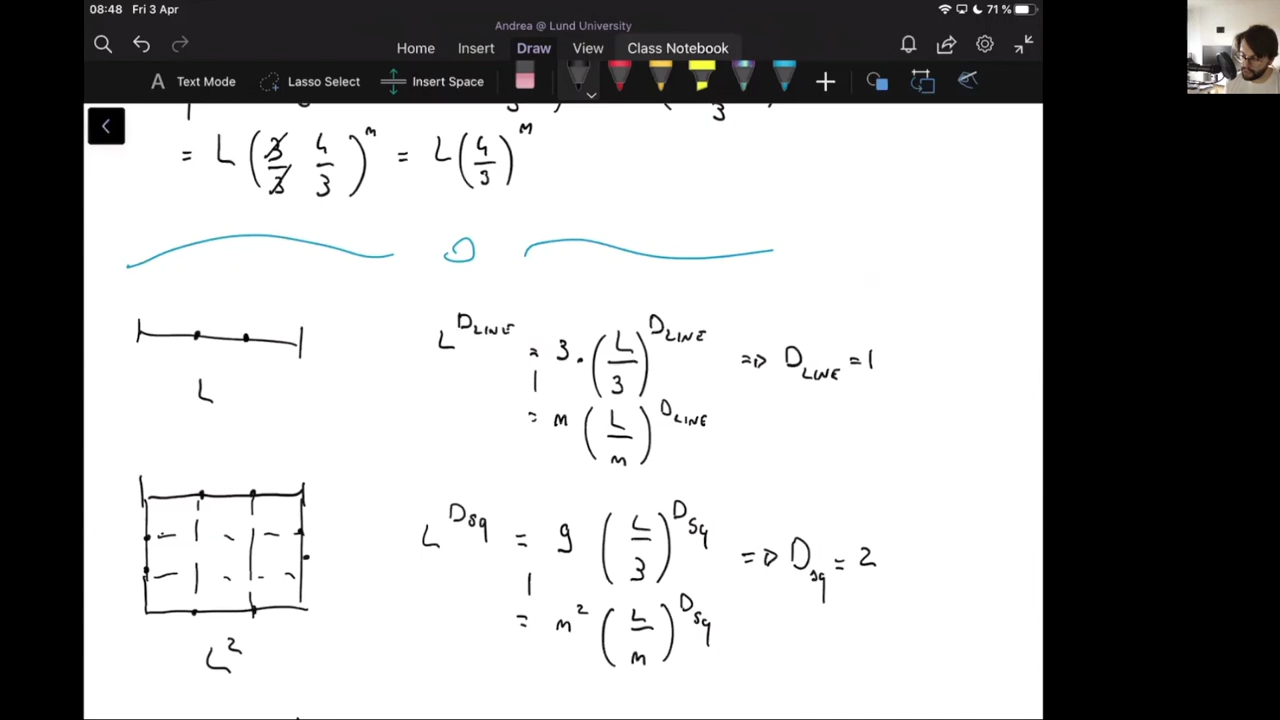 08:48 Fri 3 Apr
71 %
Andrea @ Lund University
Home Insert Draw View Class Notebook
A Text Mode Lasso Select Insert Space
3
3
= L (3/3 4/3)^m = L (4/3)^m
L^D_LINE = 3 · (L/3)^D_LINE => D_LINE = 1
= m (L/m)^D_LINE
L
L^D_sq = 9 (L/3)^D_sq => D_sq = 2
= m^2 (L/m)^D_sq
L^2